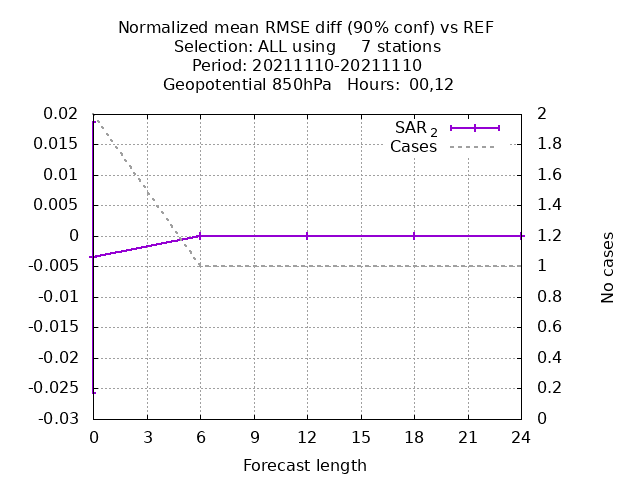 Normalized mean RMSE diff (90% conf) vs REF
Selection: ALL using 7 stations
Period: 20211110-20211110
Geopotential 850hPa Hours: 00,12
SAR 2
Cases
0.02
0.015
0.01
0.005
0
-0.005
-0.01
-0.015
-0.02
-0.025
-0.03
2
1.8
1.6
1.4
1.2
1
0.8
0.6
0.4
0.2
0
No cases
0 3 6 9 12 15 18 21 24
Forecast length